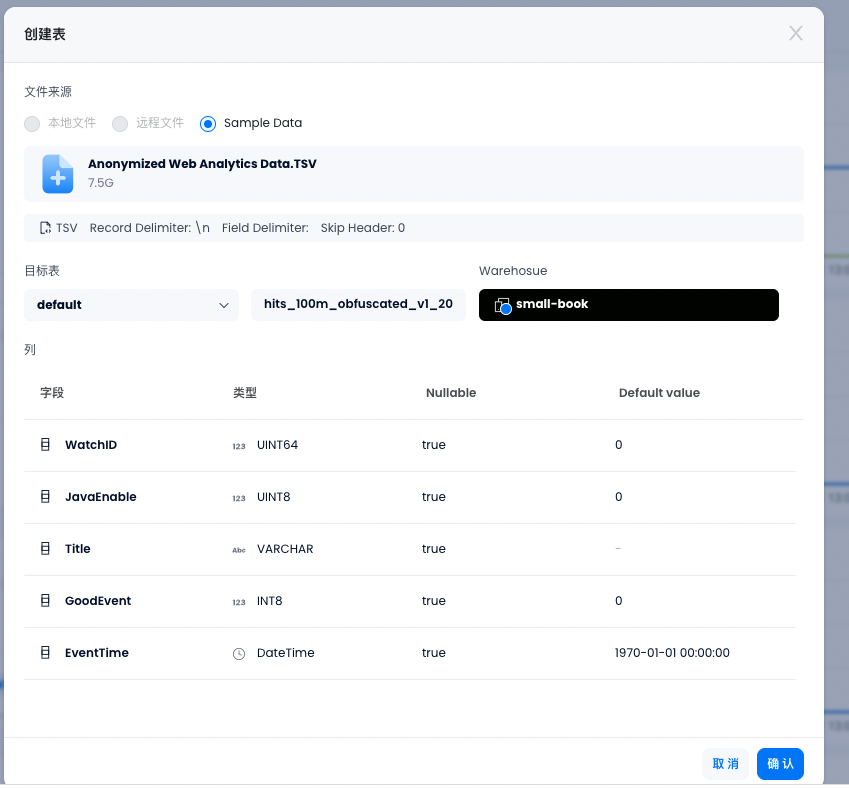 创建表
文件来源
本地文件 远程文件 Sample Data
Anonymized Web Analytics Data.TSV
7.5G
TSV Record Delimiter: \n Field Delimiter: Skip Header: 0
目标表 Warehosue
default hits_100m_obfuscated_v1_20 small-book
列
字段 类型 Nullable Default value
WatchID 123 UINT64 true 0
JavaEnable 123 UINT8 true 0
Title Abc VARCHAR true -
GoodEvent 123 INT8 true 0
EventTime DateTime true 1970-01-01 00:00:00
取消 确认